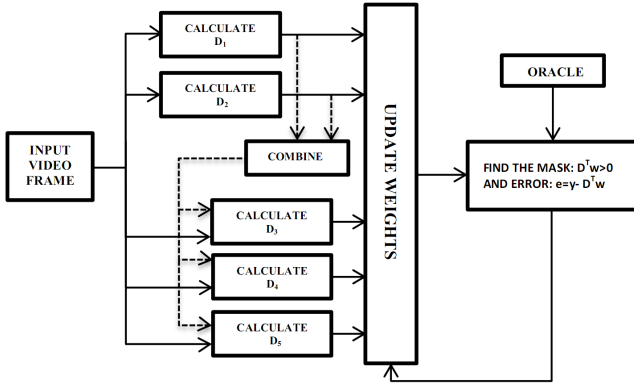 CALCULATE
D₁
CALCULATE
D₂
ORACLE
INPUT
VIDEO
FRAME
COMBINE
UPDATE WEIGHTS
FIND THE MASK: Dᵀw>0
AND ERROR: e=y- Dᵀw
CALCULATE
D₃
CALCULATE
D₄
CALCULATE
D₅